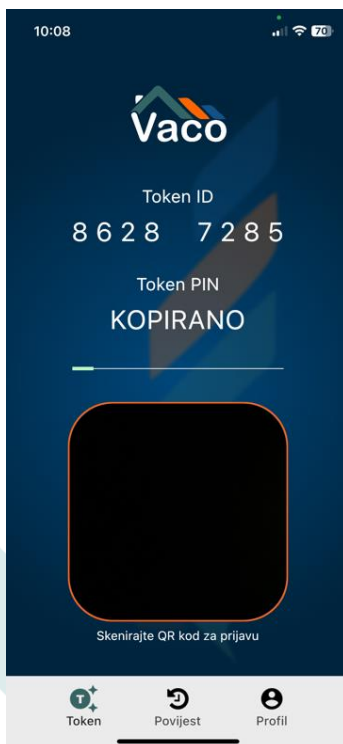 10:08
70
Vaco
Token ID
8628 7285
Token PIN
KOPIRANO
Skenirajte QR kod za prijavu
T
Token
Povijest
Profil